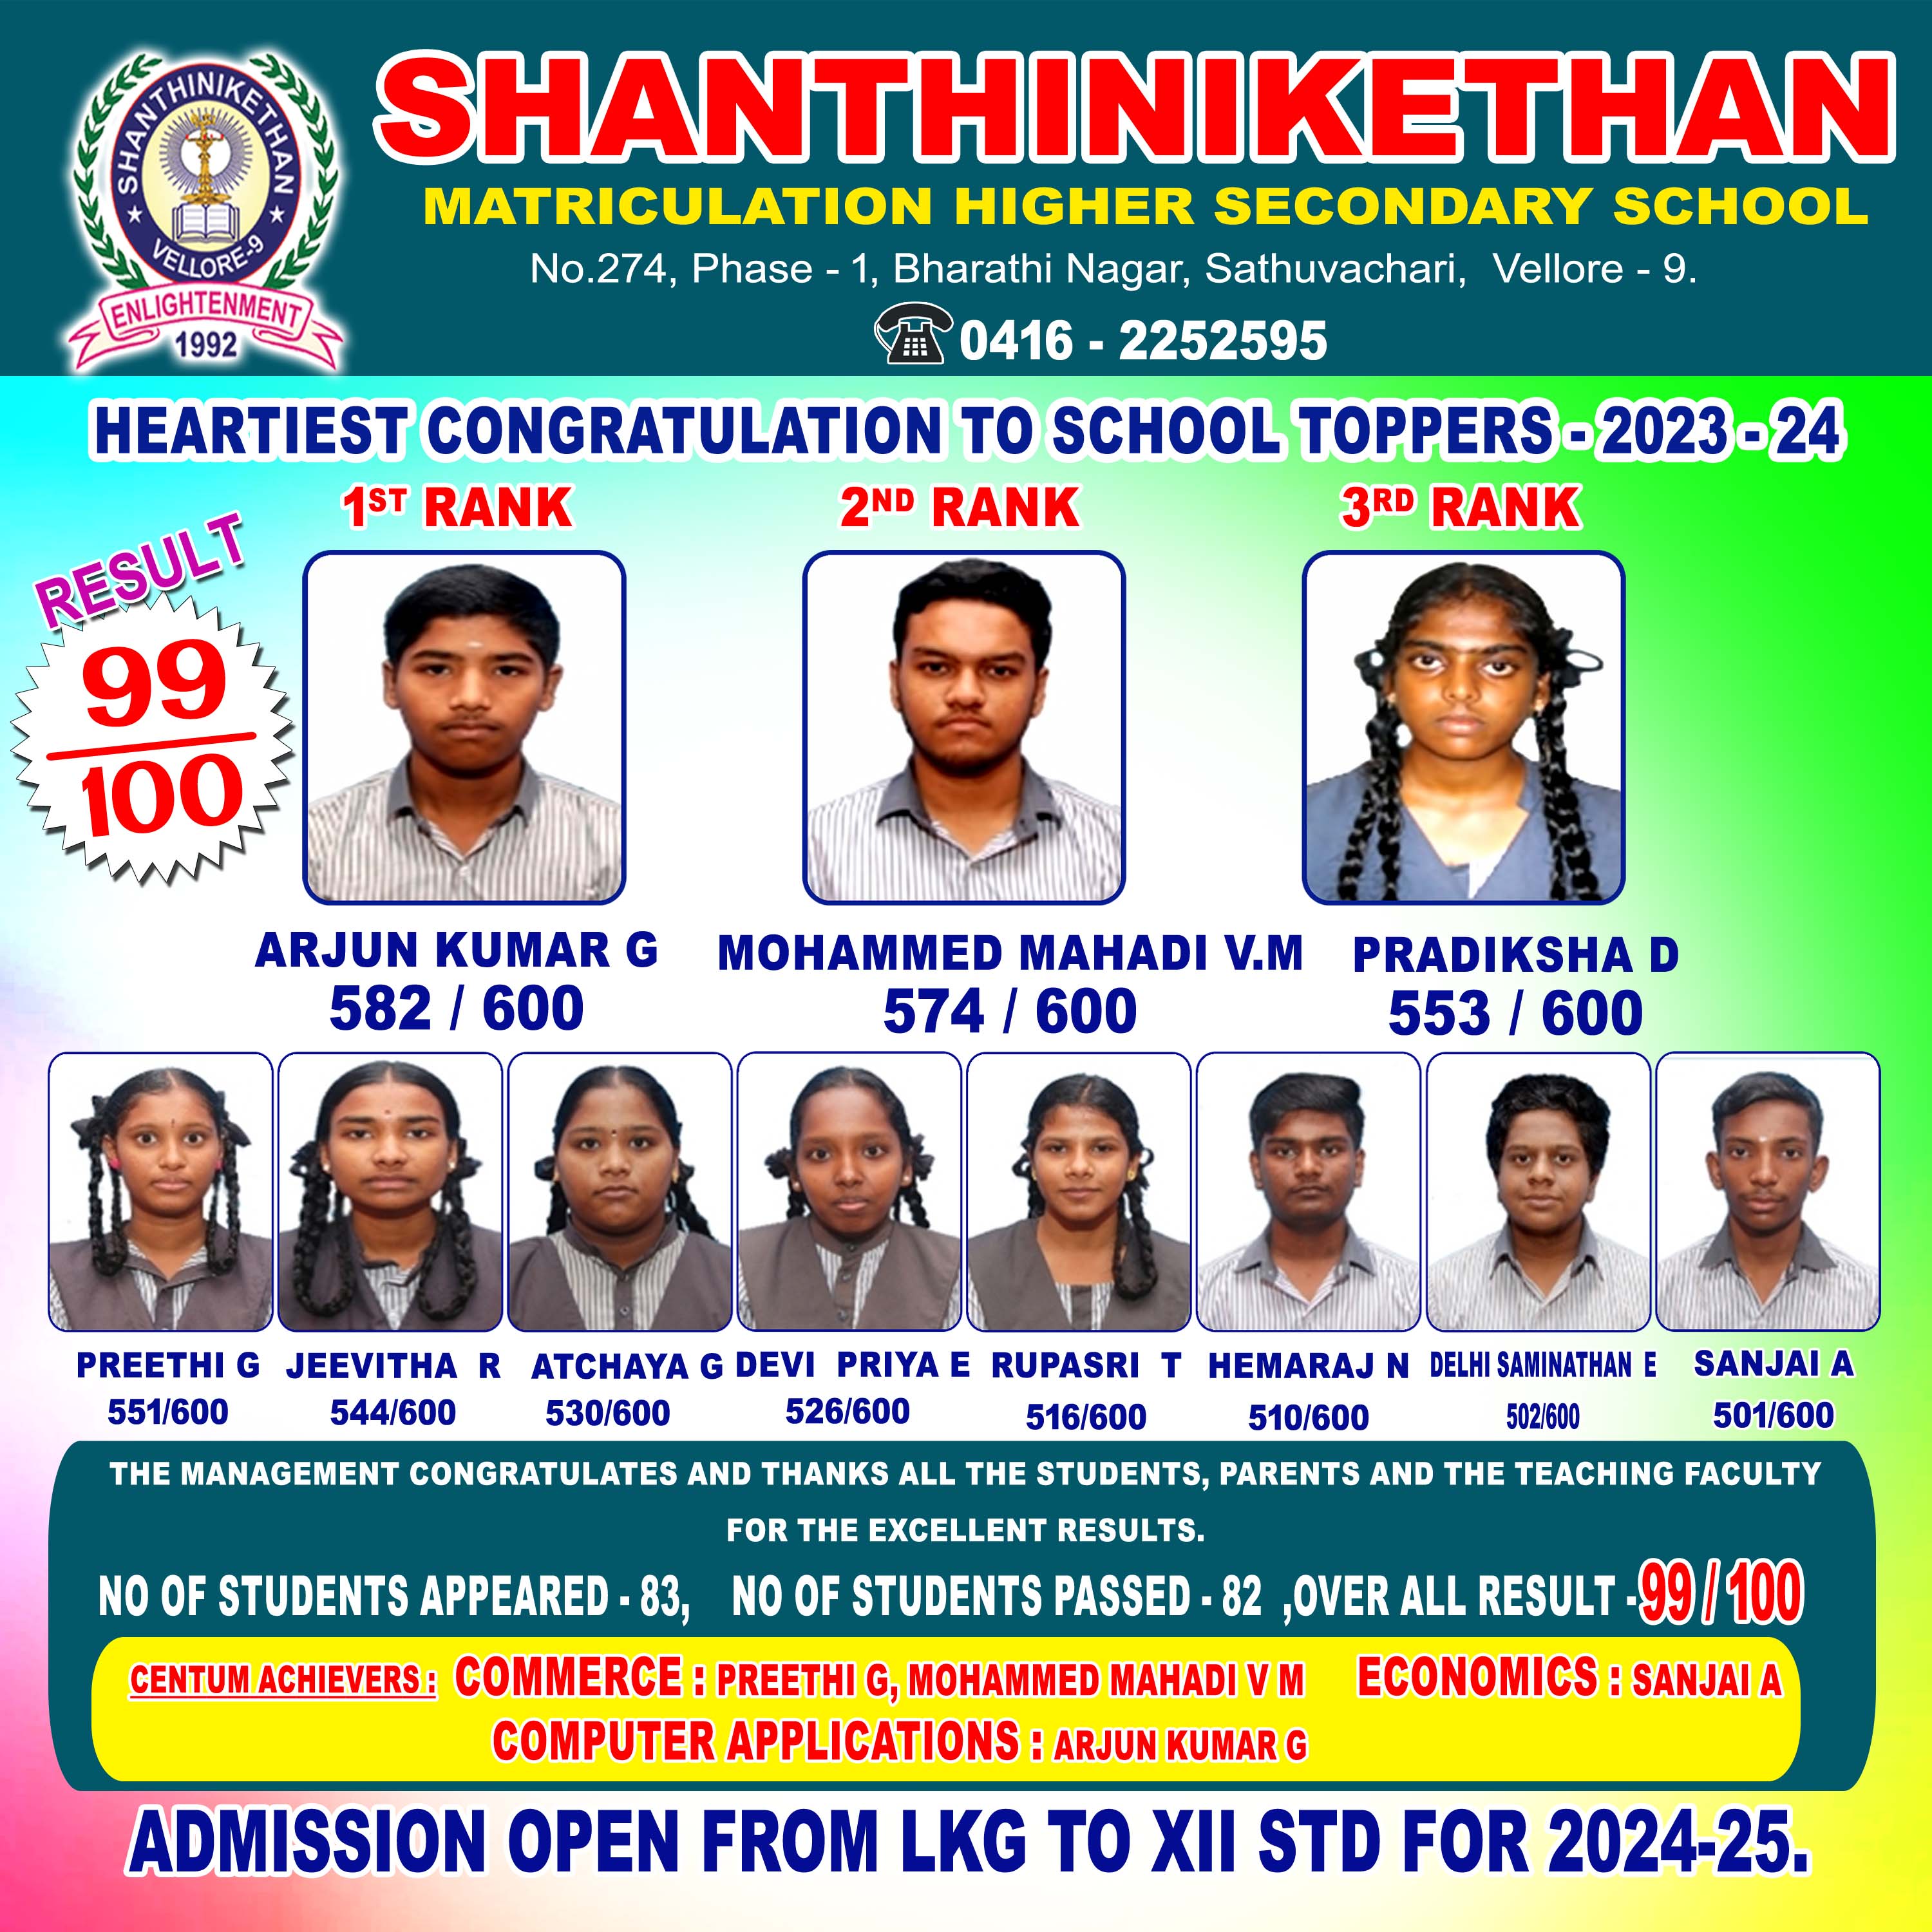 SHANTHINIKETHAN
VELLORE-9
ENLIGHTENMENT
1992
SHANTHINIKETHAN
MATRICULATION HIGHER SECONDARY SCHOOL
No.274, Phase - 1, Bharathi Nagar, Sathuvachari, Vellore - 9.
0416 - 2252595
HEARTIEST CONGRATULATION TO SCHOOL TOPPERS - 2023 - 24
RESULT
99
100
1ST RANK
2ND RANK
3RD RANK
ARJUN KUMAR G
582 / 600
MOHAMMED MAHADI V.M
574 / 600
PRADIKSHA D
553 / 600
PREETHI G
551/600
JEEVITHA R
544/600
ATCHAYA G
530/600
DEVI PRIYA E
526/600
RUPASRI T
516/600
HEMARAJ N
510/600
DELHI SAMINATHAN E
502/600
SANJAI A
501/600
THE MANAGEMENT CONGRATULATES AND THANKS ALL THE STUDENTS, PARENTS AND THE TEACHING FACULTY
FOR THE EXCELLENT RESULTS.
NO OF STUDENTS APPEARED - 83, NO OF STUDENTS PASSED - 82 ,OVER ALL RESULT -99 / 100
CENTUM ACHIEVERS : COMMERCE : PREETHI G, MOHAMMED MAHADI V M ECONOMICS : SANJAI A
COMPUTER APPLICATIONS : ARJUN KUMAR G
ADMISSION OPEN FROM LKG TO XII STD FOR 2024-25.